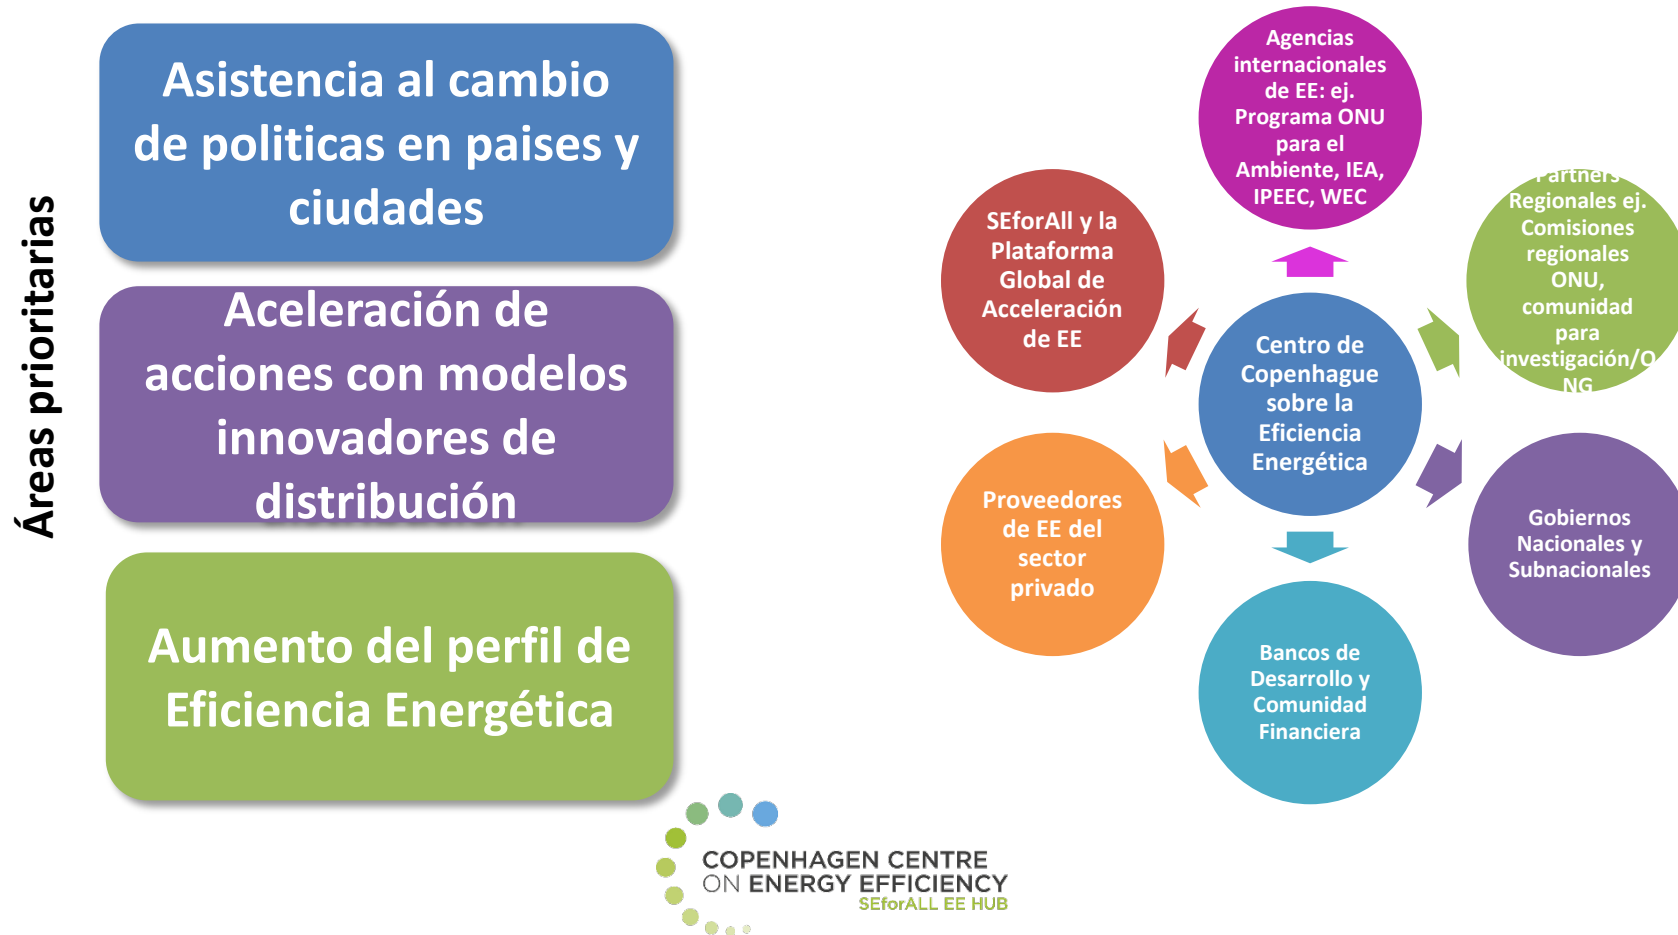 Áreas prioritarias
Asistencia al cambio
de politicas en paises y
ciudades
Aceleración de
acciones con modelos
innovadores de
distribución
Aumento del perfil de
Eficiencia Energética
Agencias
internacionales
de EE: ej.
Programa ONU
para el
Ambiente, IEA,
IPEEC, WEC
Partners
Regionales ej.
Comisiones
regionales
ONU,
comunidad
para
investigación/O
NG
Gobiernos
Nacionales y
Subnacionales
Bancos de
Desarrollo y
Comunidad
Financiera
Proveedores
de EE del
sector
privado
SEforAll y la
Plataforma
Global de
Acceleración
de EE
Centro de
Copenhague
sobre la
Eficiencia
Energética
COPENHAGEN CENTRE
ON ENERGY EFFICIENCY
SEforALL EE HUB